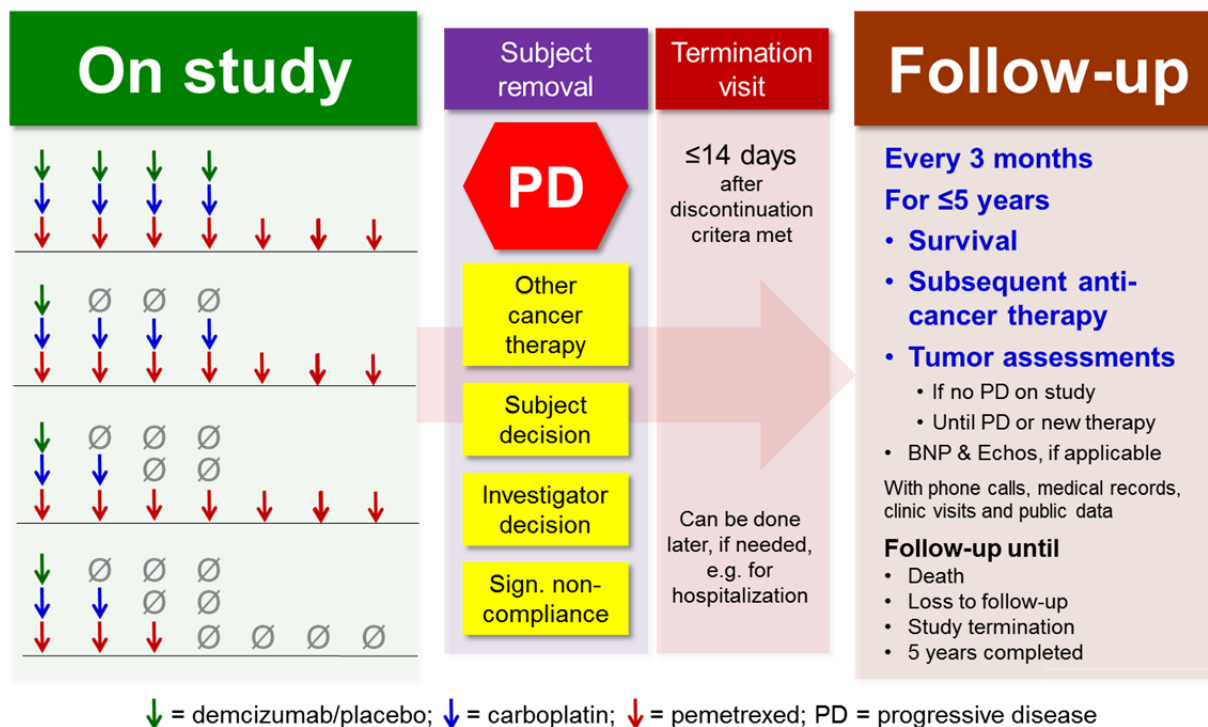 On study
Ø Ø Ø
Ø Ø Ø
Ø Ø
Ø Ø Ø
Ø Ø
Ø Ø Ø Ø
Subject
removal
PD
Other
cancer
therapy
Subject
decision
Investigator
decision
Sign. non-
compliance
Termination
visit
≤14 days
after
discontinuation
critera met
Can be done
later, if needed,
e.g. for
hospitalization
Follow-up
Every 3 months
For ≤5 years
• Survival
• Subsequent anti-
cancer therapy
• Tumor assessments
• If no PD on study
• Until PD or new therapy
• BNP & Echos, if applicable
With phone calls, medical records,
clinic visits and public data
Follow-up until
• Death
• Loss to follow-up
• Study termination
• 5 years completed
↓ = demcizumab/placebo; ↓ = carboplatin; ↓ = pemetrexed; PD = progressive disease